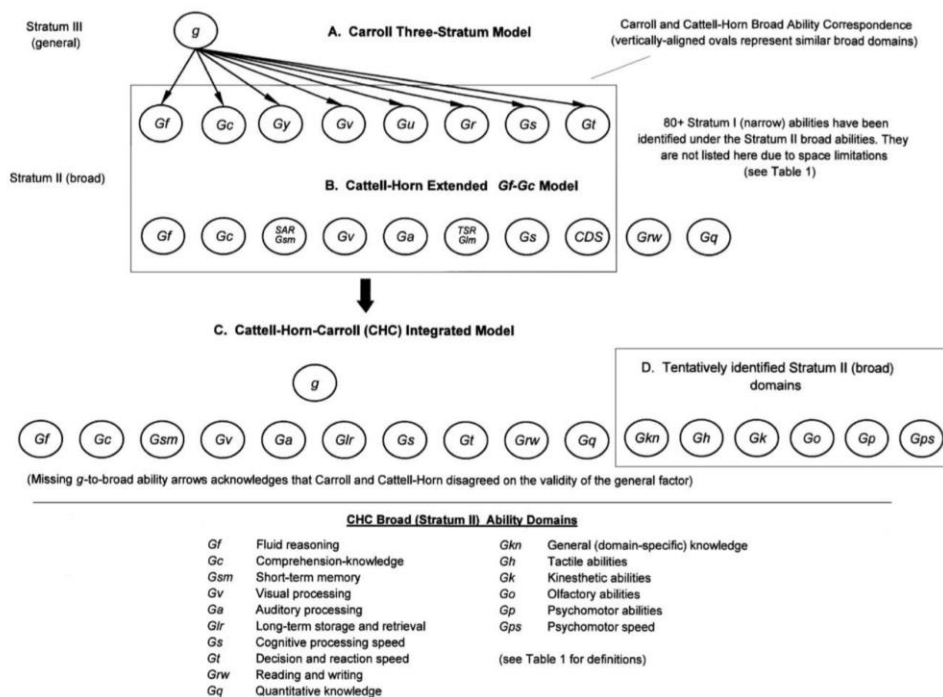 Stratum III
(general)
g
A. Carroll Three-Stratum Model
Carroll and Cattell-Horn Broad Ability Correspondence
(vertically-aligned ovals represent similar broad domains)
Gf Gc Gy Gv Gu Gr Gs Gt
80+ Stratum I (narrow) abilities have been
identified under the Stratum II broad abilities. They
are not listed here due to space limitations
(see Table 1)
Stratum II (broad)
B. Cattell-Horn Extended Gf-Gc Model
Gf Gc SAR Gsm Gv Ga TSR Glm Gs CDS Grw Gq
C. Cattell-Horn-Carroll (CHC) Integrated Model
g
D. Tentatively identified Stratum II (broad)
domains
Gf Gc Gsm Gv Ga Glr Gs Gt Grw Gq Gkn Gh Gk Go Gp Gps
(Missing g-to-broad ability arrows acknowledges that Carroll and Cattell-Horn disagreed on the validity of the general factor)
CHC Broad (Stratum II) Ability Domains
Gf Fluid reasoning
Gc Comprehension-knowledge
Gsm Short-term memory
Gv Visual processing
Ga Auditory processing
Glr Long-term storage and retrieval
Gs Cognitive processing speed
Gt Decision and reaction speed
Grw Reading and writing
Gq Quantitative knowledge
Gkn General (domain-specific) knowledge
Gh Tactile abilities
Gk Kinesthetic abilities
Go Olfactory abilities
Gp Psychomotor abilities
Gps Psychomotor speed
(see Table 1 for definitions)